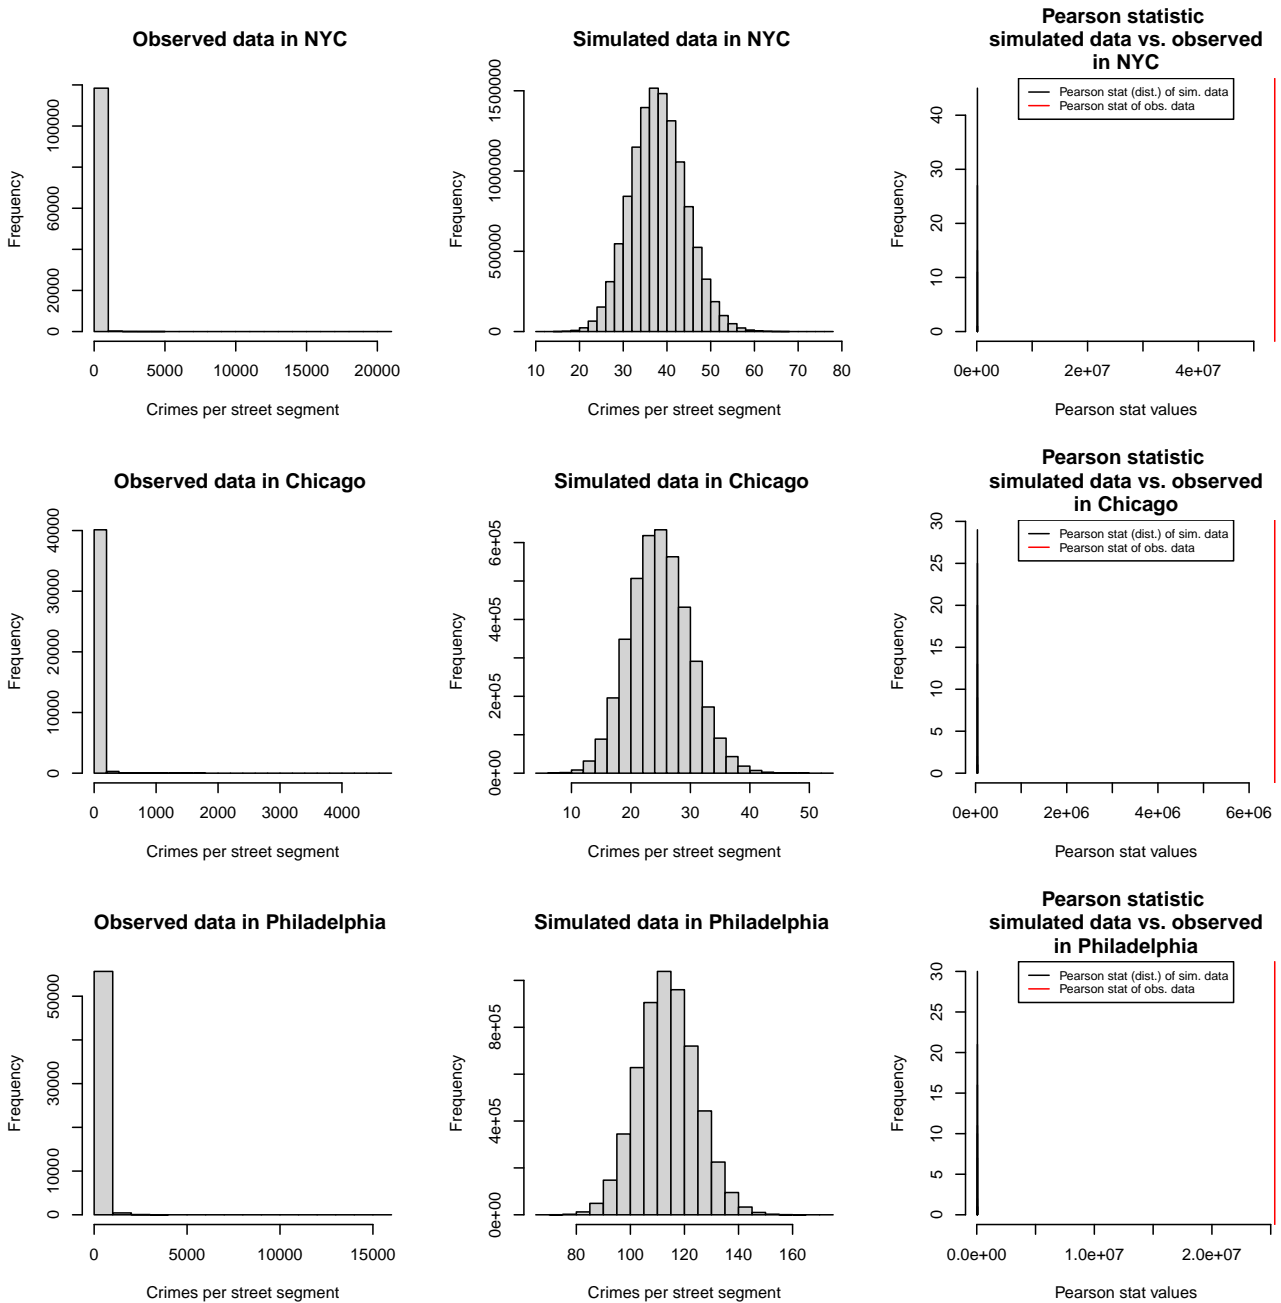 Observed data in NYC
Frequency
0
20000
60000
100000
0
5000
10000
15000
20000
Crimes per street segment
Simulated data in NYC
Frequency
0
500000
1000000
1500000
10
20
30
40
50
60
70
80
Crimes per street segment
Pearson statistic
simulated data vs. observed
in NYC
Pearson stat (dist.) of sim. data
Pearson stat of obs. data
Frequency
0
10
20
30
40
0e+00
2e+07
4e+07
Pearson stat values
Observed data in Chicago
Frequency
0
10000
20000
30000
40000
0
1000
2000
3000
4000
Crimes per street segment
Simulated data in Chicago
Frequency
0e+00
2e+05
4e+05
6e+05
10
20
30
40
50
Crimes per street segment
Pearson statistic
simulated data vs. observed
in Chicago
Pearson stat (dist.) of sim. data
Pearson stat of obs. data
Frequency
0
5
10
15
20
25
30
0e+00
2e+06
4e+06
6e+06
Pearson stat values
Observed data in Philadelphia
Frequency
0
10000
30000
50000
0
5000
10000
15000
Crimes per street segment
Simulated data in Philadelphia
Frequency
0e+00
4e+05
8e+05
80
100
120
140
160
Crimes per street segment
Pearson statistic
simulated data vs. observed
in Philadelphia
Pearson stat (dist.) of sim. data
Pearson stat of obs. data
Frequency
0
5
10
15
20
25
30
0.0e+00
1.0e+07
2.0e+07
Pearson stat values